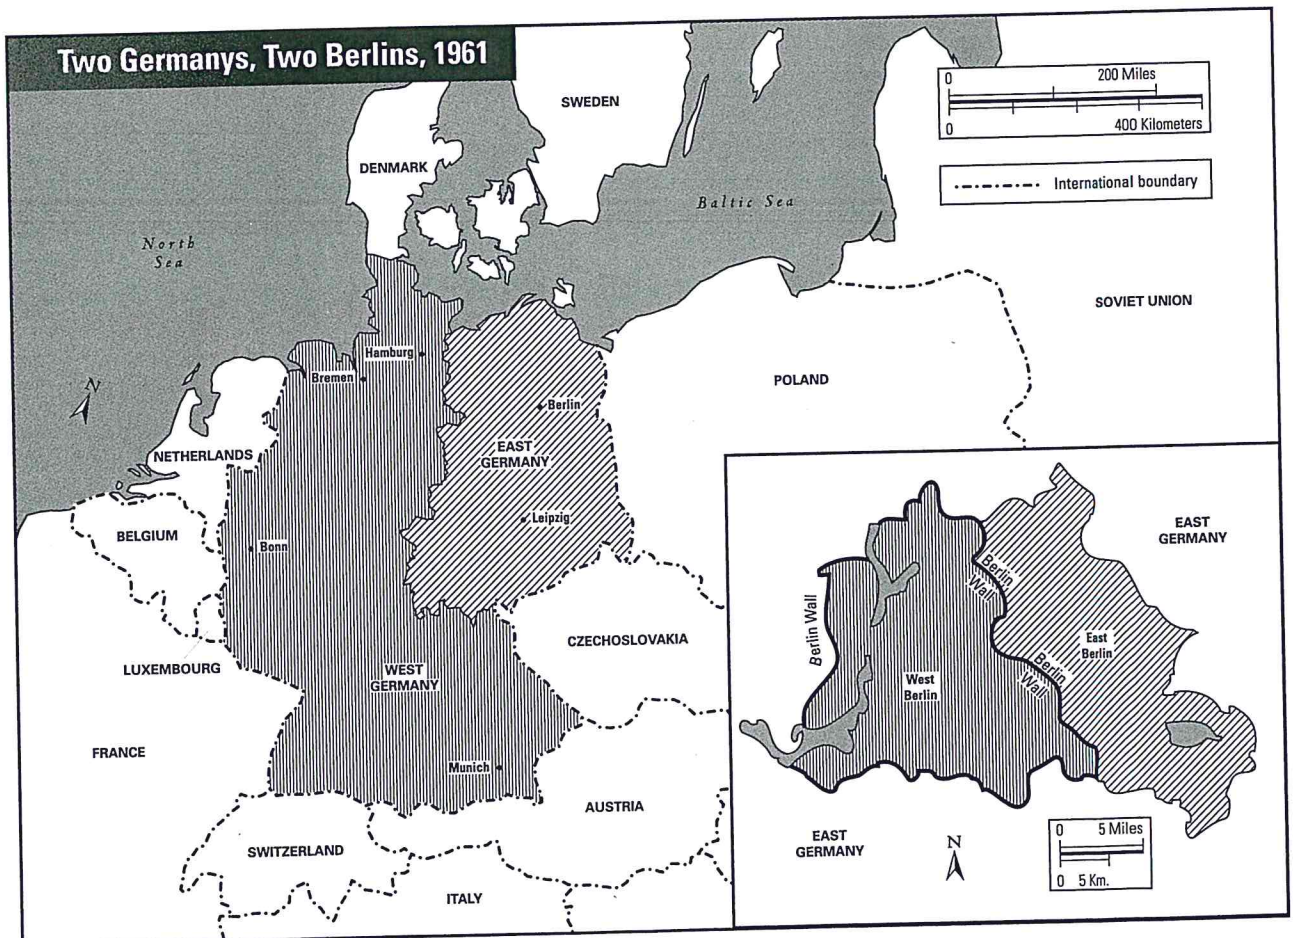 Two Germanys, Two Berlins, 1961
0 200 Miles
0 400 Kilometers
International boundary
SWEDEN
DENMARK
Baltic Sea
North
Sea
SOVIET UNION
N
Hamburg
Bremen
POLAND
Berlin
NETHERLANDS
EAST
GERMANY
Leipzig
BELGIUM
Bonn
LUXEMBOURG
CZECHOSLOVAKIA
WEST
GERMANY
FRANCE
Munich
AUSTRIA
SWITZERLAND
ITALY
EAST
GERMANY
Berlin
Wall
Berlin Wall
East
Berlin
Berlin
Wall
West
Berlin
EAST
GERMANY
N
0 5 Miles
0 5 Km.